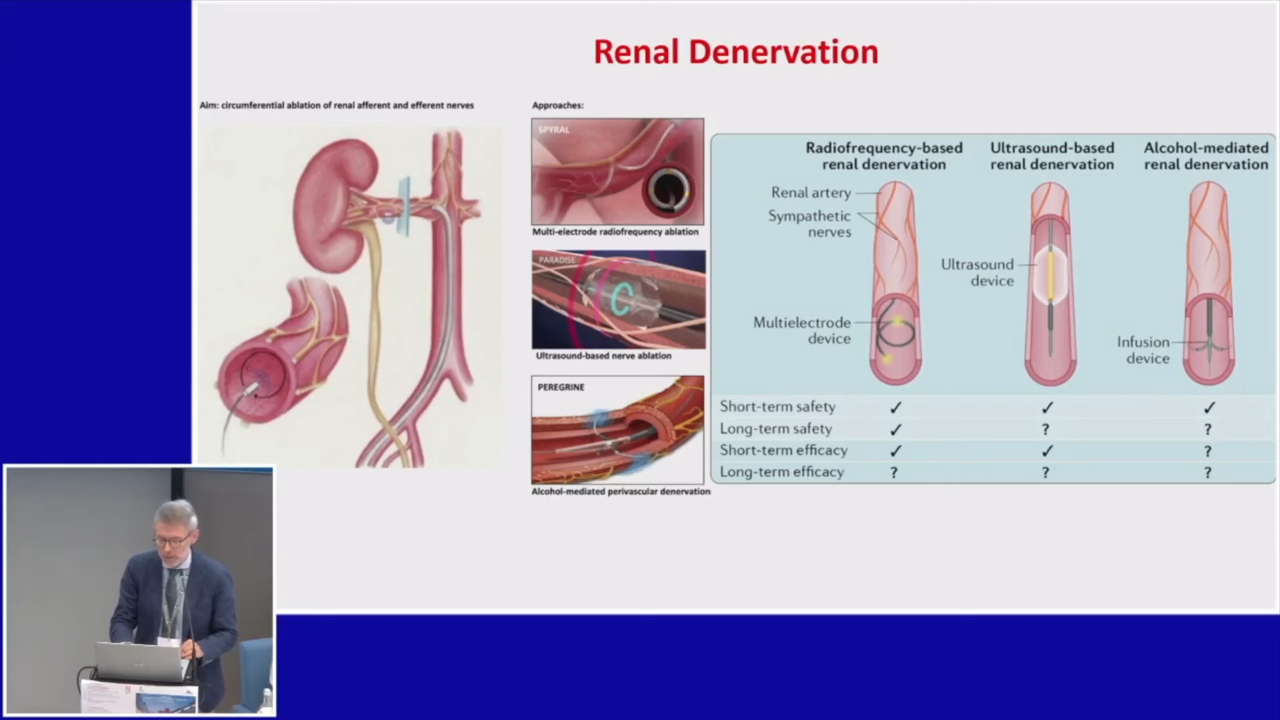 Renal Denervation
Aim: circumferential ablation of renal afferent and efferent nerves
Approaches:
SPYRAL
Multi-electrode radiofrequency ablation
PARADISE
Ultrasound-based nerve ablation
PEREGRINE
Alcohol-mediated perivascular denervation
Radiofrequency-based
renal denervation
Ultrasound-based
renal denervation
Alcohol-mediated
renal denervation
Renal artery
Sympathetic
nerves
Multielectrode
device
Ultrasound
device
Infusion
device
Short-term safety ✓ ✓ ✓
Long-term safety ✓ ? ?
Short-term efficacy ✓ ✓ ?
Long-term efficacy ? ? ?